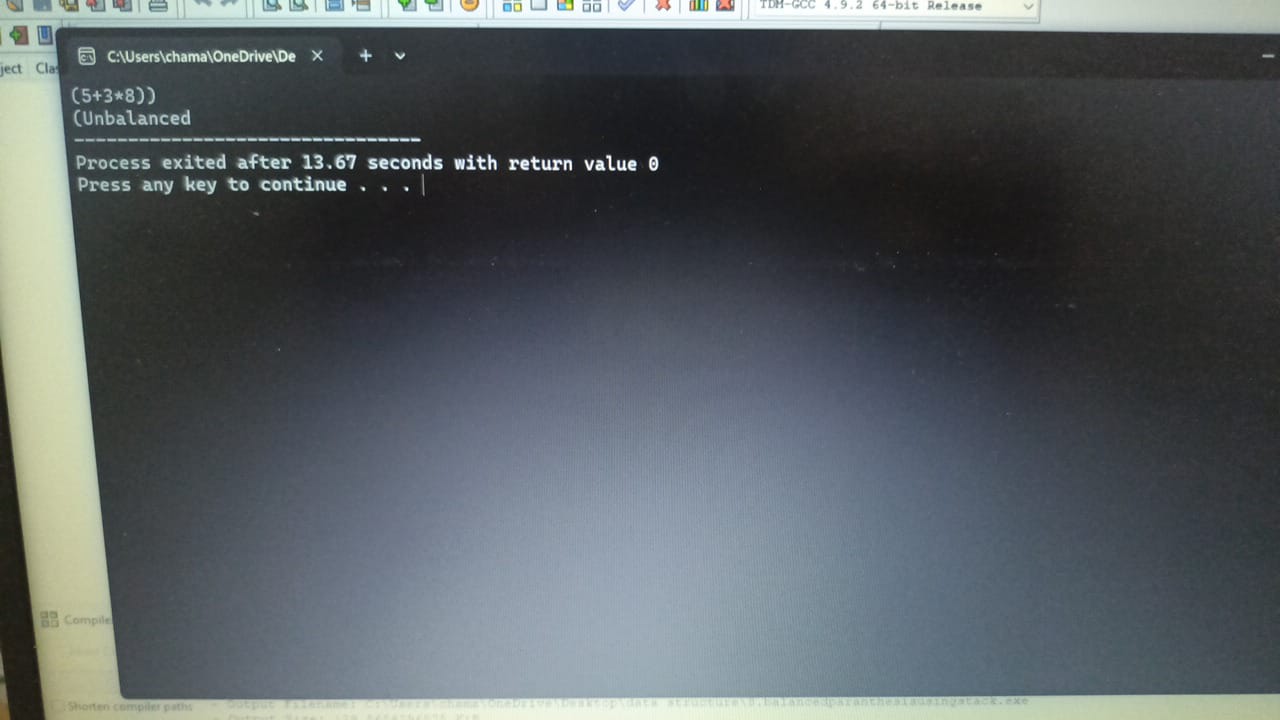 TDM-GCC 4.9.2 64-bit Release
ject Cla
C:\Users\chama\OneDrive\De
(5+3*8))
(Unbalanced
--------------------------------
Process exited after 13.67 seconds with return value 0
Press any key to continue . . .
Compile
Shorten compiler paths
- Output Filename: C:\Users\chama\OneDrive\Desktop\data structure\8.balancedparanthesisusingstack.exe
- Output Size: